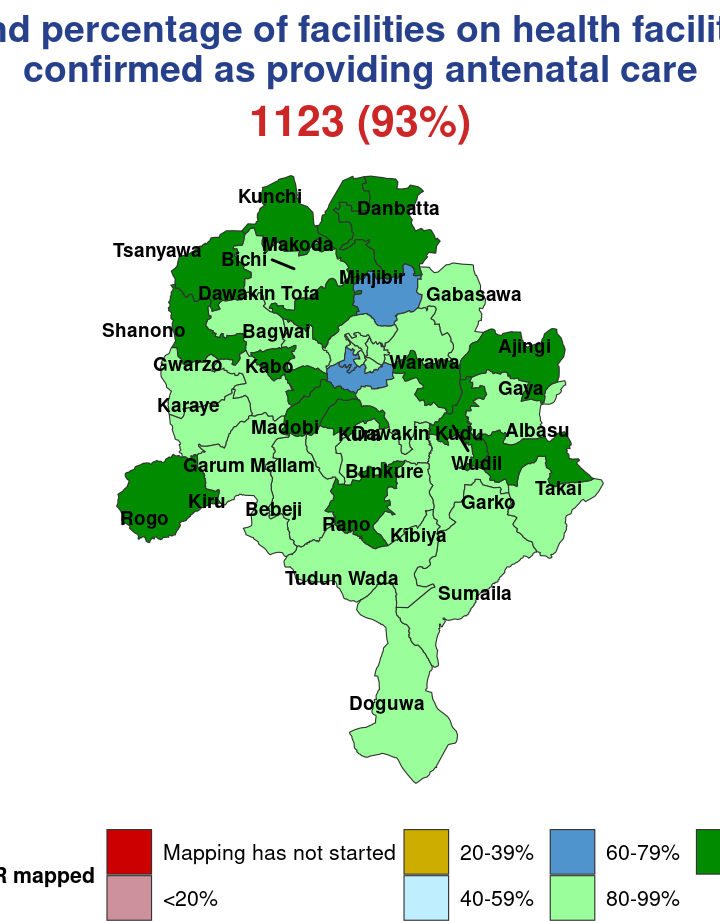 nd percentage of facilities on health facilit
confirmed as providing antenatal care
1123 (93%)
Kunchi
Danbatta
Tsanyawa
Makoda
Bichi
Minjibir
Dawakin Tofa
Gabasawa
Shanono
Bagwai
Ajingi
Gwarzo
Kabo
Warawa
Gaya
Karaye
Madobi
Kura
Dawakin Kudu
Albasu
Garum Mallam
Bunkure
Wudil
Takai
Kiru
Bebeji
Garko
Rogo
Rano
Kibiya
Tudun Wada
Sumaila
Doguwa
R mapped
Mapping has not started
20-39%
60-79%
<20%
40-59%
80-99%